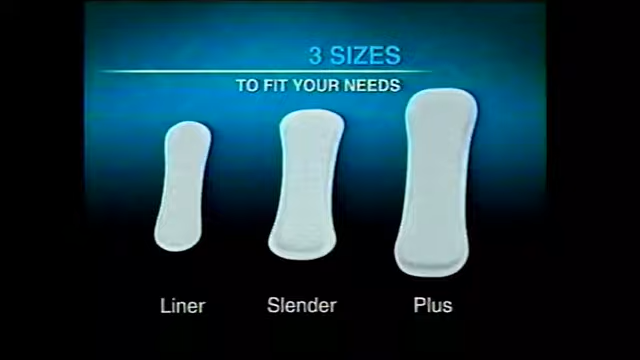 3 SIZES
TO FIT YOUR NEEDS
Liner
Slender
Plus